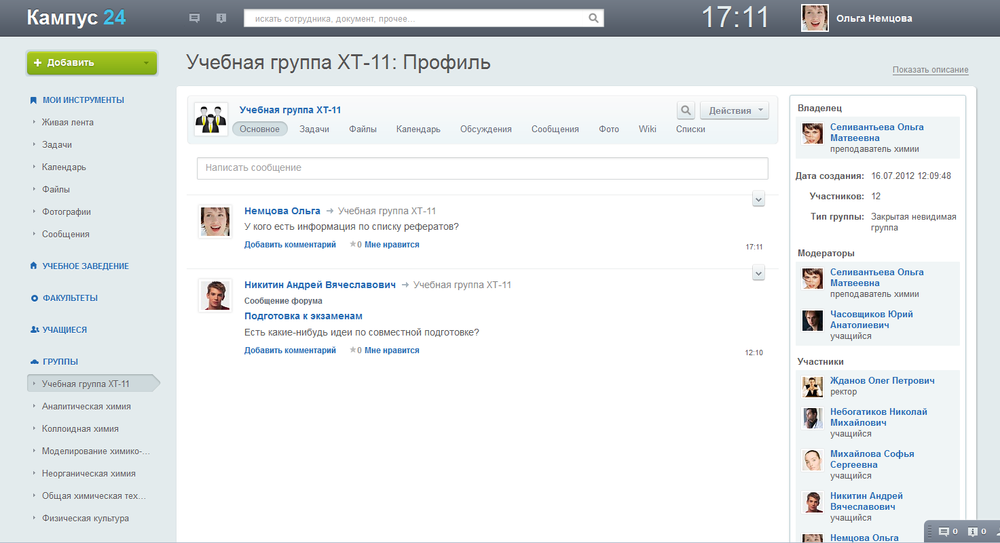 Кампус 24
искать сотрудника, документ, прочее...
17:11
Ольга Немцова
Добавить
МОИ ИНСТРУМЕНТЫ
Живая лента
Задачи
Календарь
Файлы
Фотографии
Сообщения
УЧЕБНОЕ ЗАВЕДЕНИЕ
ФАКУЛЬТЕТЫ
УЧАЩИЕСЯ
ГРУППЫ
Учебная группа ХТ-11
Аналитическая химия
Коллоидная химия
Моделирование химико-...
Неорганическая химия
Общая химическая тех...
Физическая культура
Учебная группа ХТ-11: Профиль
Показать описание
Учебная группа ХТ-11
Действия
Основное Задачи Файлы Календарь Обсуждения Сообщения Фото Wiki Списки
Написать сообщение
Немцова Ольга → Учебная группа ХТ-11
У кого есть информация по списку рефератов?
Добавить комментарий ★0 Мне нравится
17:11
Никитин Андрей Вячеславович → Учебная группа ХТ-11
Сообщение форума
Подготовка к экзаменам
Есть какие-нибудь идеи по совместной подготовке?
Добавить комментарий ★0 Мне нравится
12:10
Владелец
Селивантьева Ольга
Матвеевна
преподаватель химии
Дата создания: 16.07.2012 12:09:48
Участников: 12
Тип группы: Закрытая невидимая
группа
Модераторы
Селивантьева Ольга
Матвеевна
преподаватель химии
Часовщиков Юрий
Анатолиевич
учащийся
Участники
Жданов Олег Петрович
ректор
Небогатиков Николай
Михайлович
учащийся
Михайлова Софья
Сергеевна
учащийся
Никитин Андрей
Вячеславович
учащийся
Немцова Ольга
0 0